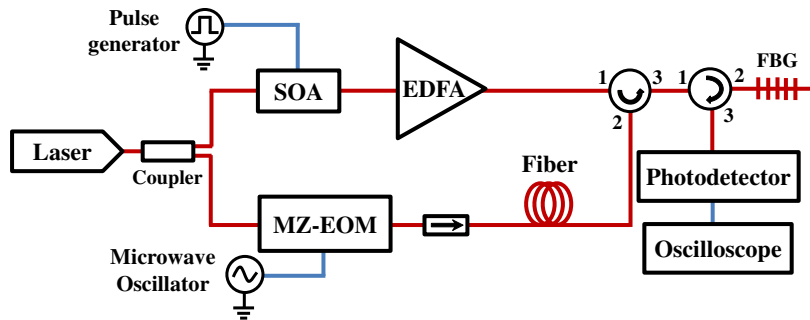 Pulse
generator
SOA
EDFA
1
3
2
1
2
3
FBG
Laser
Coupler
Fiber
Photodetector
MZ-EOM
Oscilloscope
Microwave
Oscillator